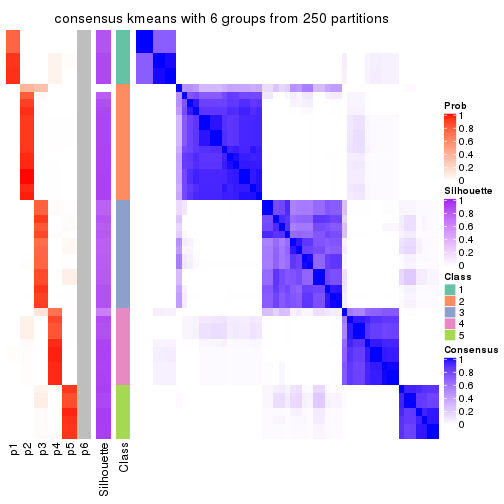 consensus kmeans with 6 groups from 250 partitions
Prob
1
0.8
0.6
0.4
0.2
0
Silhouette
1
0.8
0.6
0.4
0.2
0
Class
1
2
3
4
5
Consensus
1
0.8
0.6
0.4
0.2
0
p1
p2
p3
p4
p5
p6
Silhouette
Class